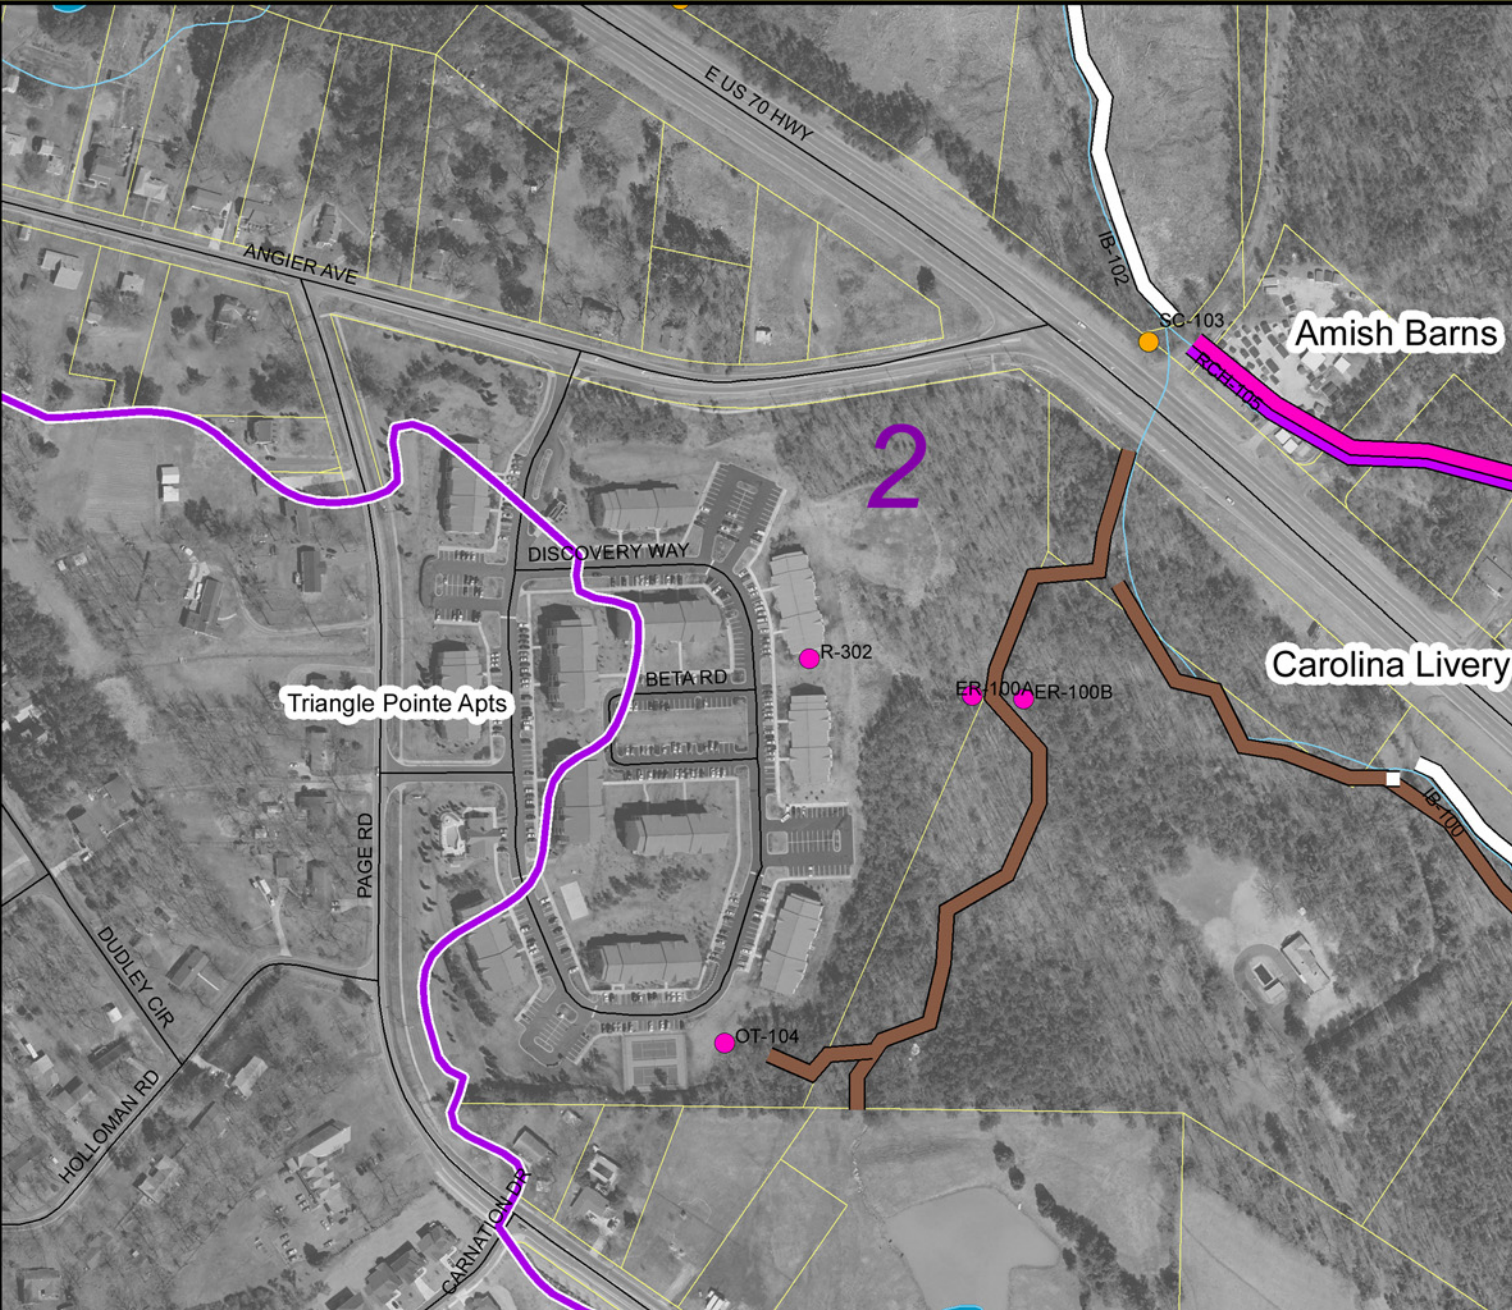 E US 70 HWY
ANGIER AVE
IB-102
SC-103
Amish Barns
RCH-105
2
DISCOVERY WAY
R-302
Carolina Livery
BETA RD
ER-100A
ER-100B
Triangle Pointe Apts
IB-100
PAGE RD
DUDLEY CIR
OT-104
HOLLOMAN RD
CARNATION DR